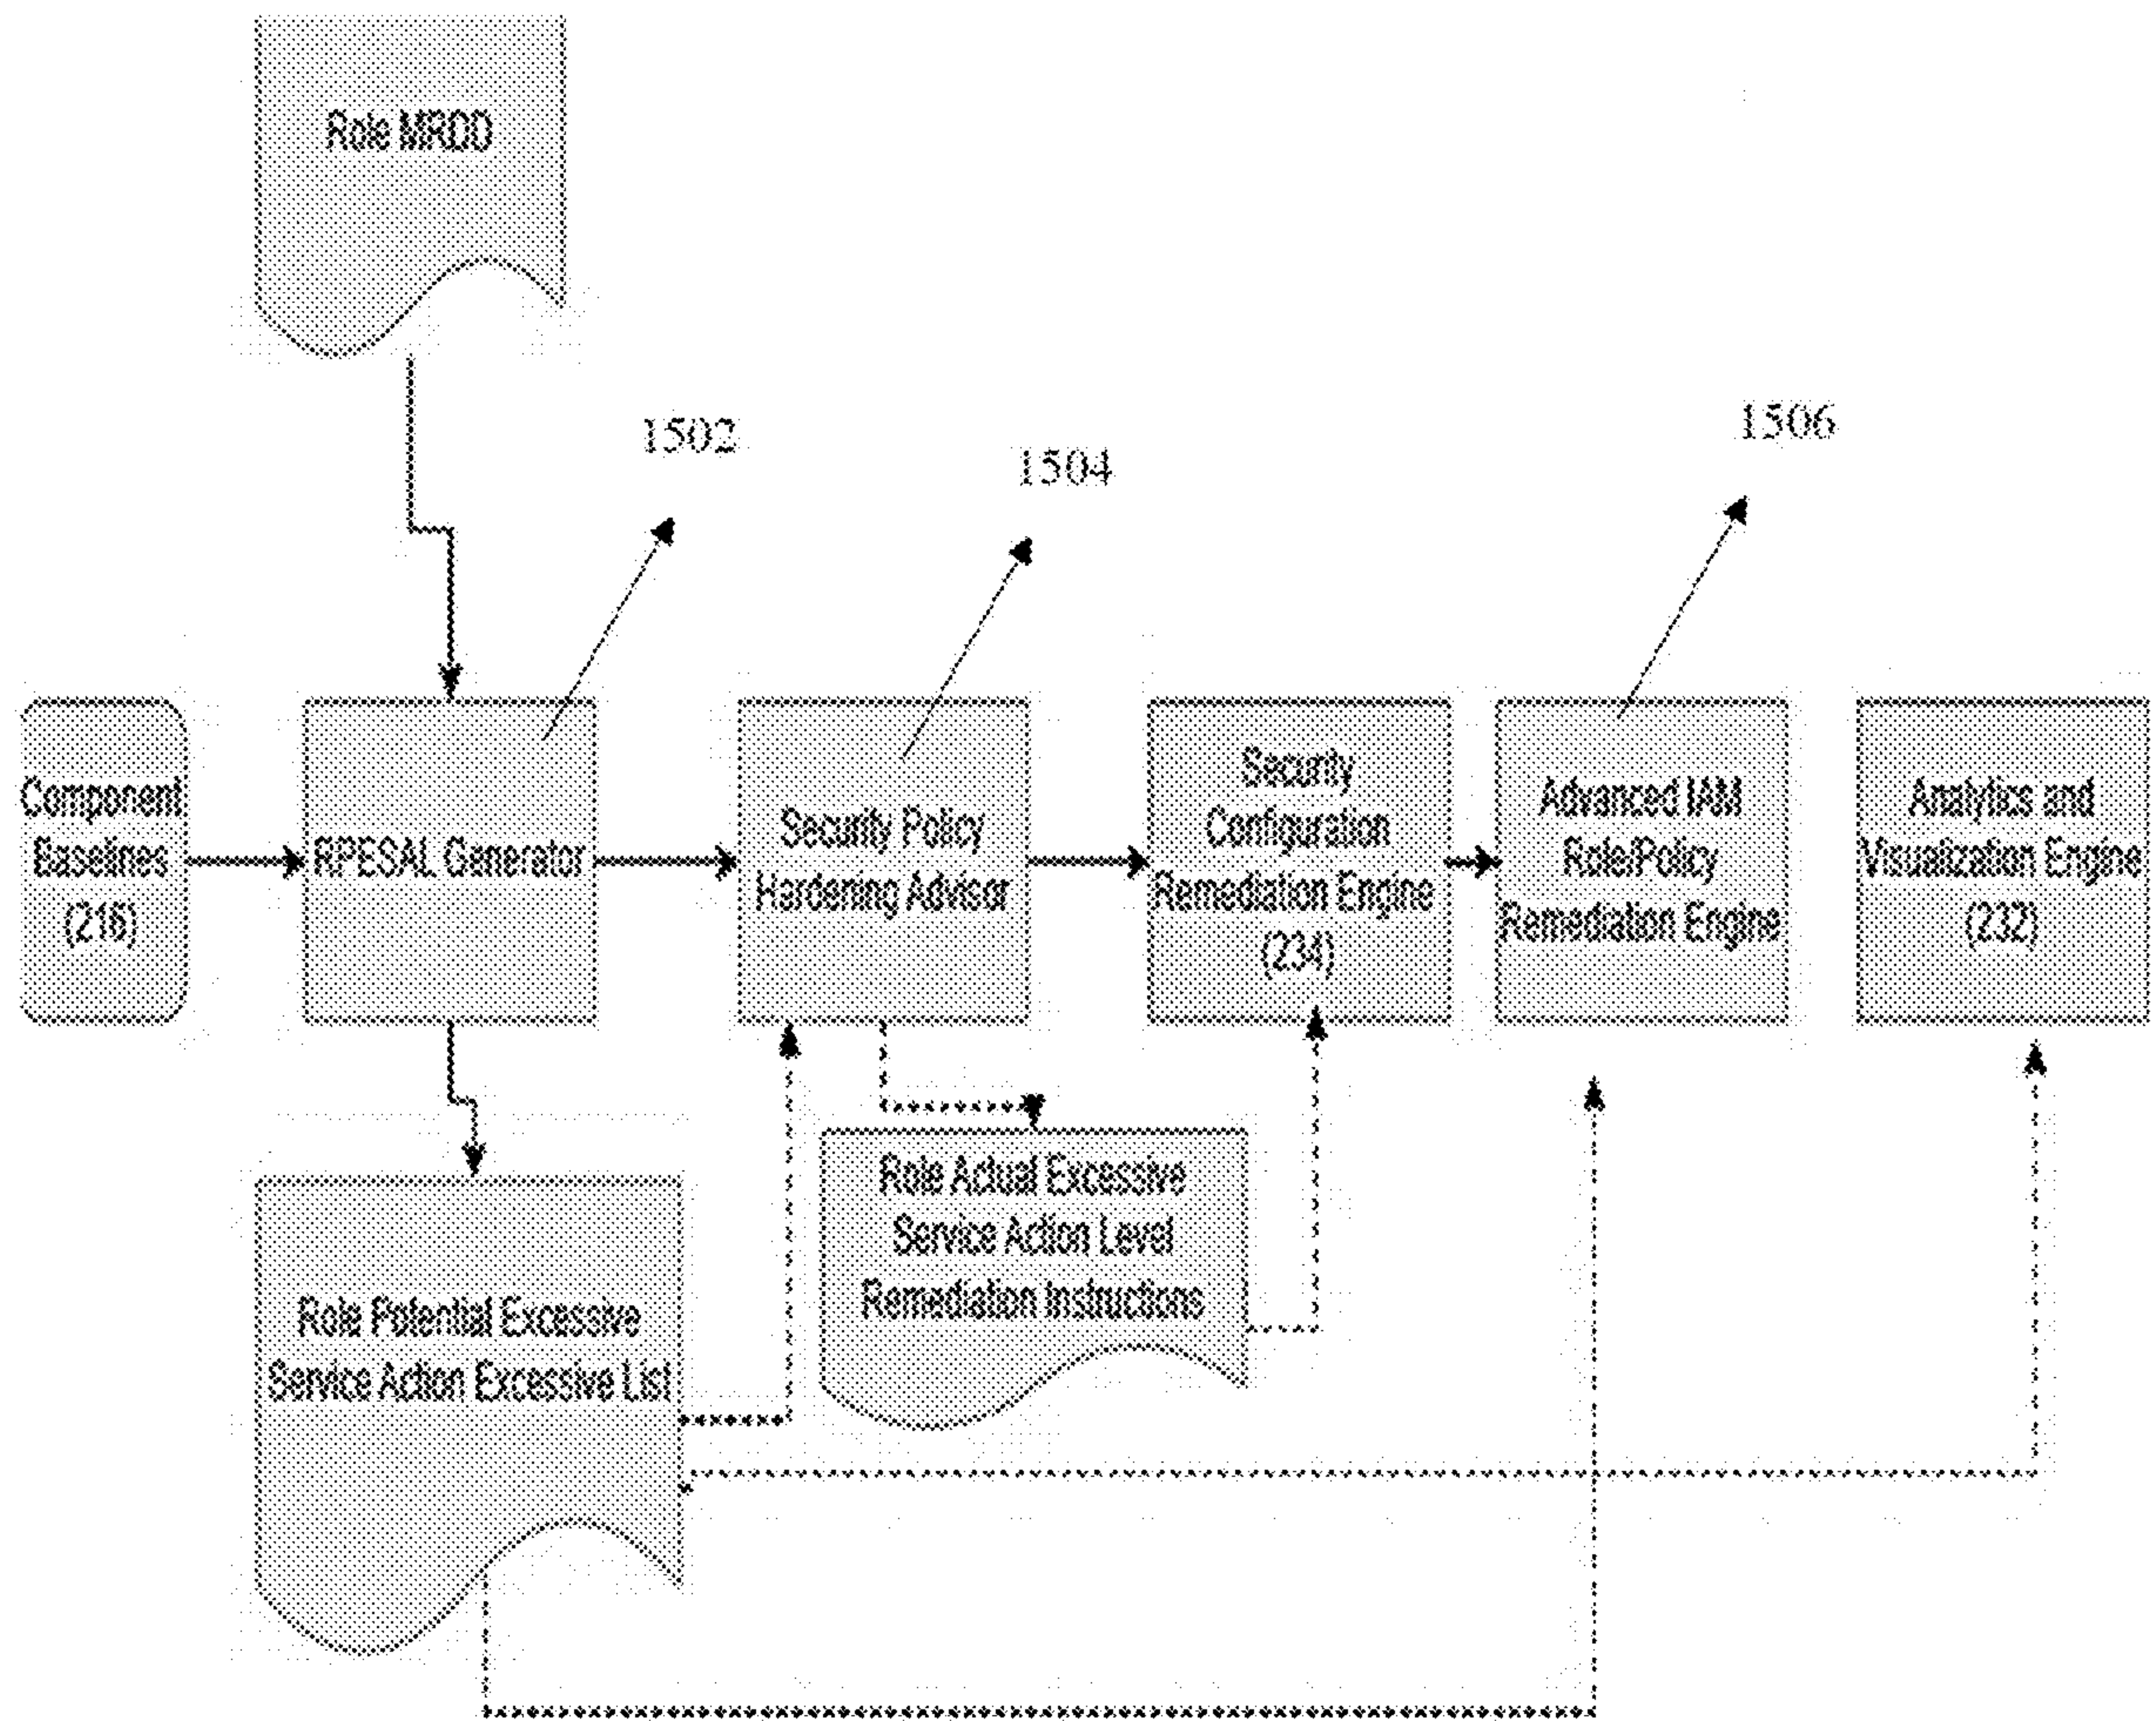 Role MRDD
1502
1504
1506
Component
Baselines
(216)
RPESAL Generator
Security Policy
Hardening Advisor
Security
Configuration
Remediation Engine
(234)
Advanced IAM
Role/Policy
Remediation Engine
Analytics and
Visualization Engine
(232)
Role Actual Excessive
Service Action Level
Remediation Instructions
Role Potential Excessive
Service Action Excessive List